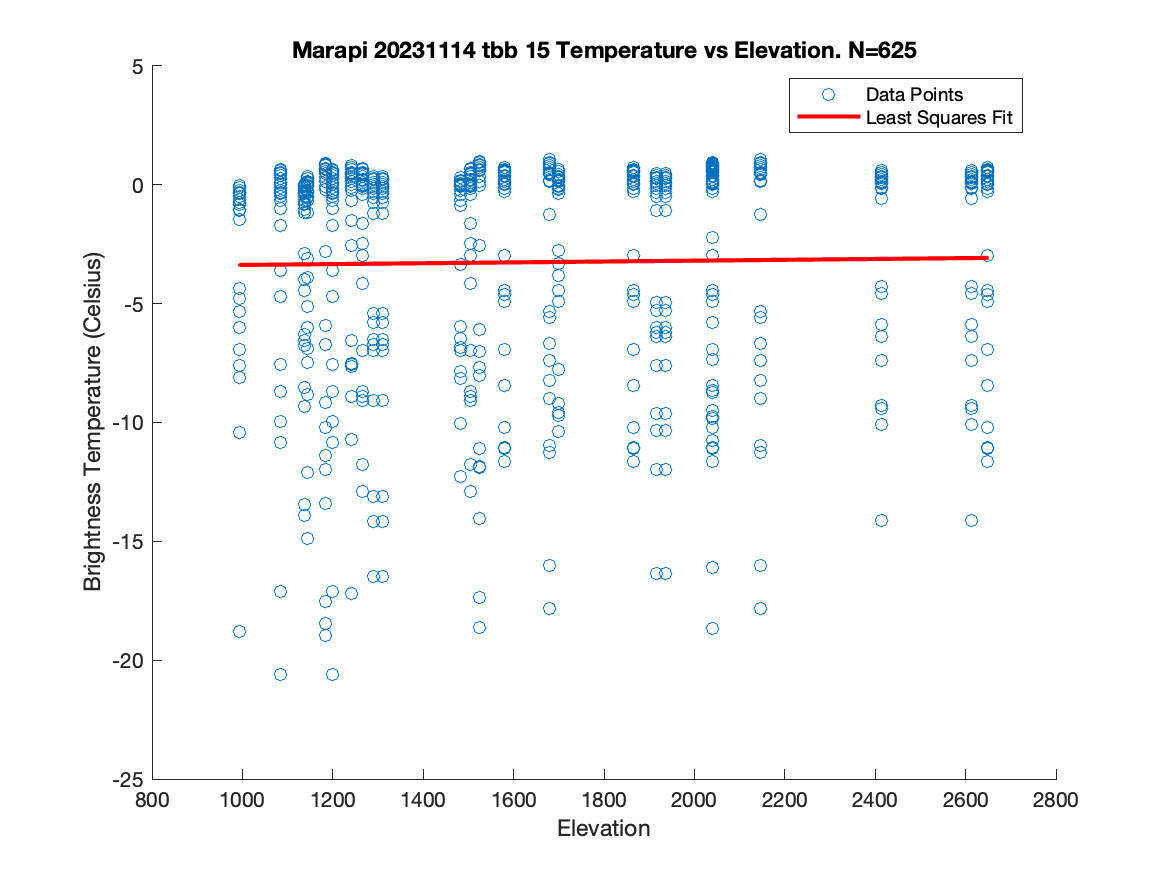 Marapi 20231114 tbb 15 Temperature vs Elevation. N=625
Data Points
Least Squares Fit
5
0
-5
-10
-15
-20
-25
Brightness Temperature (Celsius)
800 1000 1200 1400 1600 1800 2000 2200 2400 2600 2800
Elevation